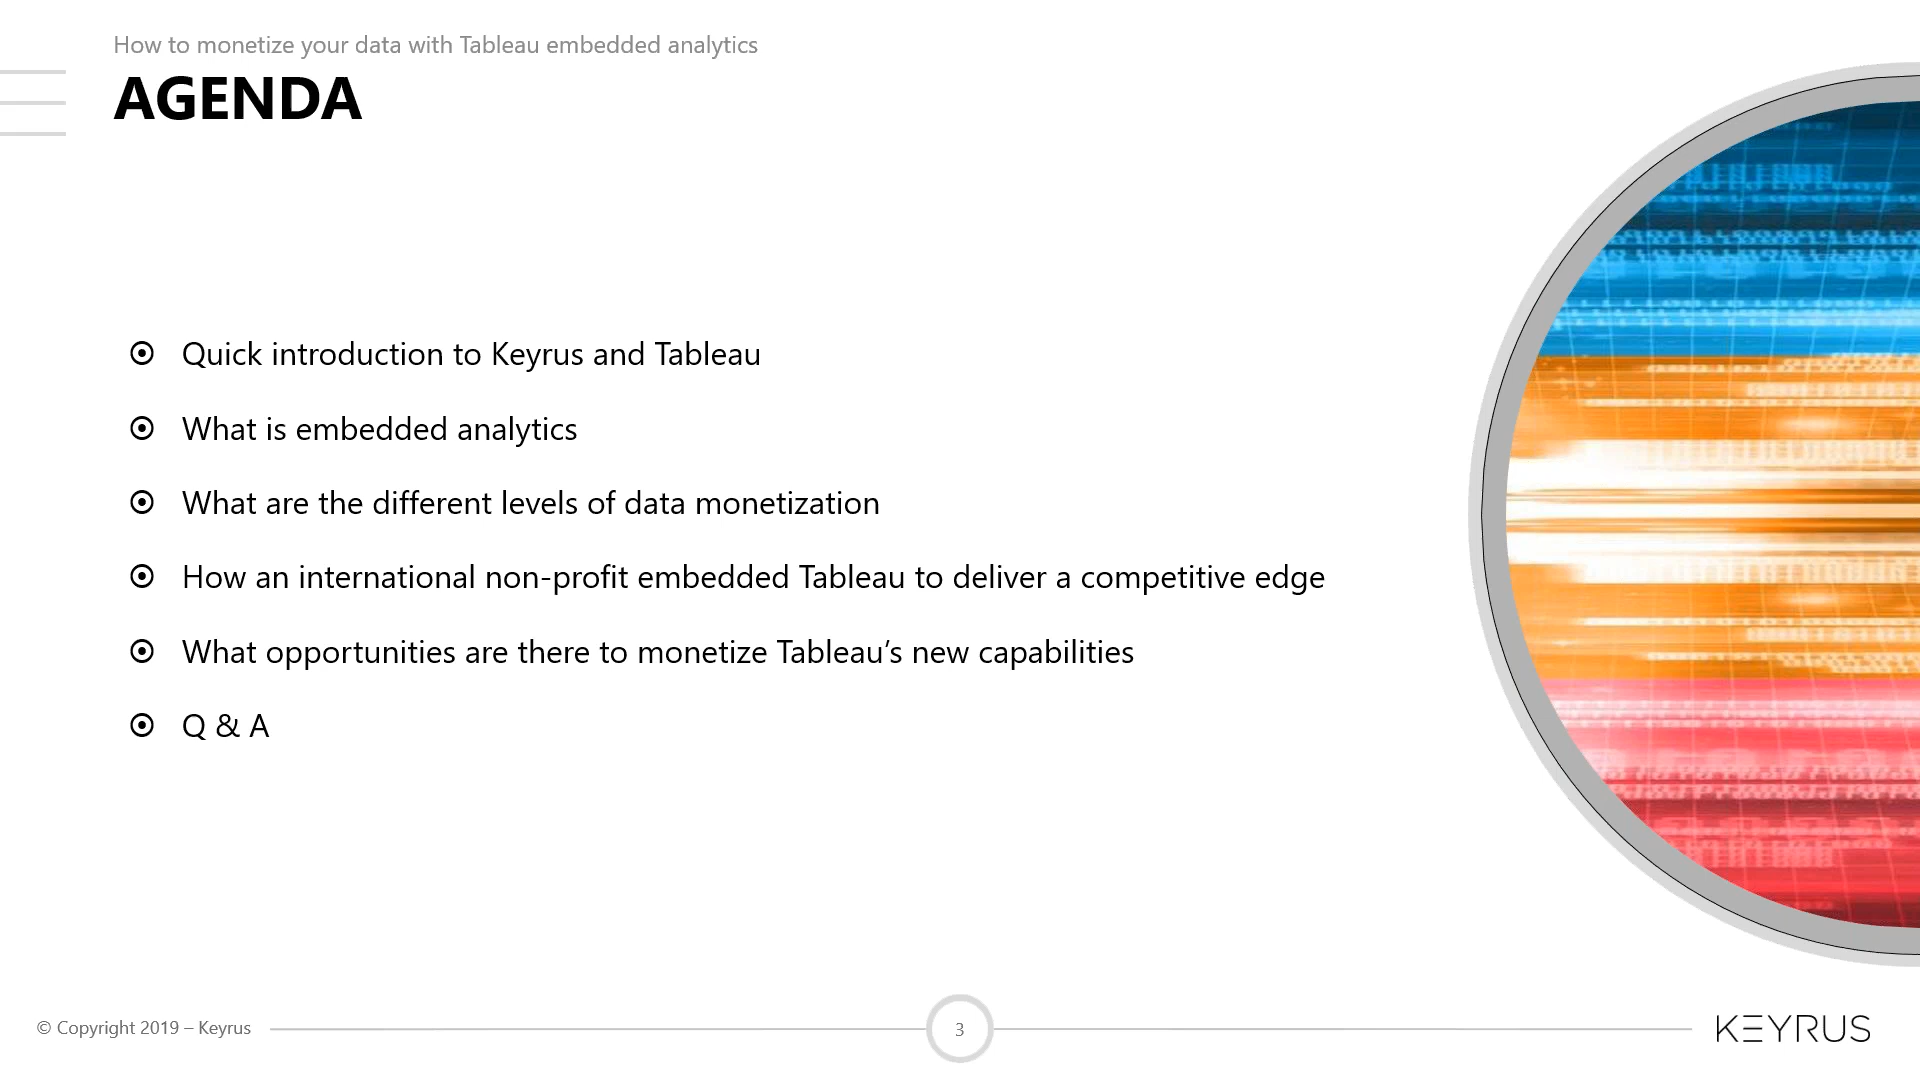 How to monetize your data with Tableau embedded analytics
AGENDA
Quick introduction to Keyrus and Tableau
What is embedded analytics
What are the different levels of data monetization
How an international non-profit embedded Tableau to deliver a competitive edge
What opportunities are there to monetize Tableau’s new capabilities
Q & A
© Copyright 2019 – Keyrus
3
KEYRUS